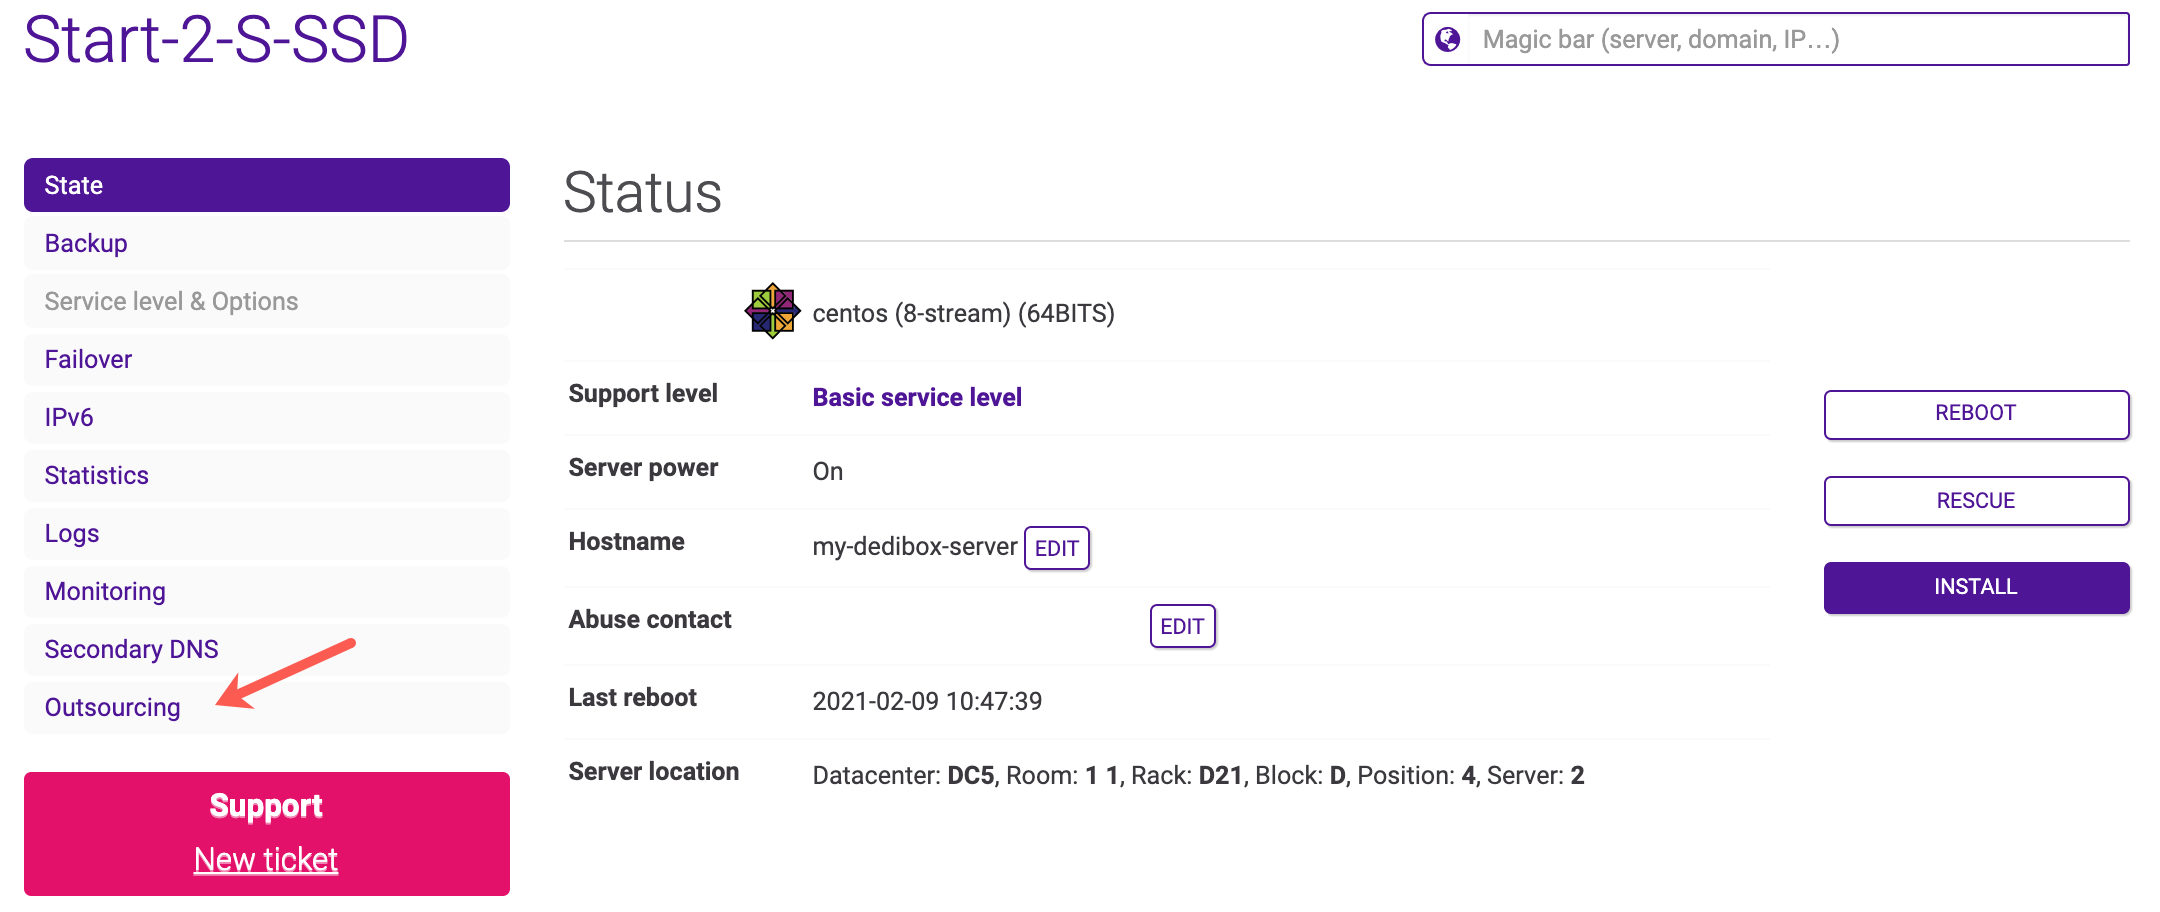 Start-2-S-SSD
Magic bar (server, domain, IP…)
State
Backup
Service level & Options
Failover
IPv6
Statistics
Logs
Monitoring
Secondary DNS
Outsourcing
Support
New ticket
Status
centos (8-stream) (64BITS)
Support level Basic service level
Server power On
Hostname my-dedibox-server EDIT
Abuse contact EDIT
Last reboot 2021-02-09 10:47:39
Server location Datacenter: DC5, Room: 1 1, Rack: D21, Block: D, Position: 4, Server: 2
REBOOT
RESCUE
INSTALL